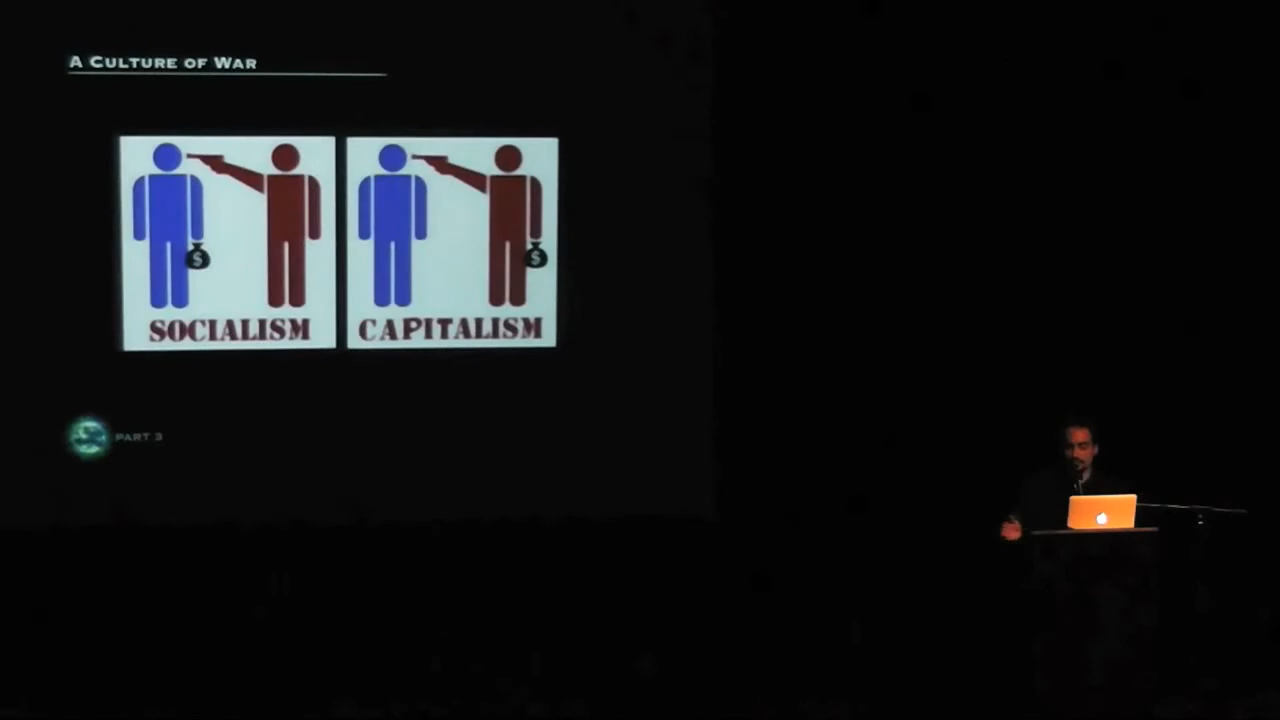 A CULTURE OF WAR
$
$
SOCIALISM
CAPITALISM
PART 3